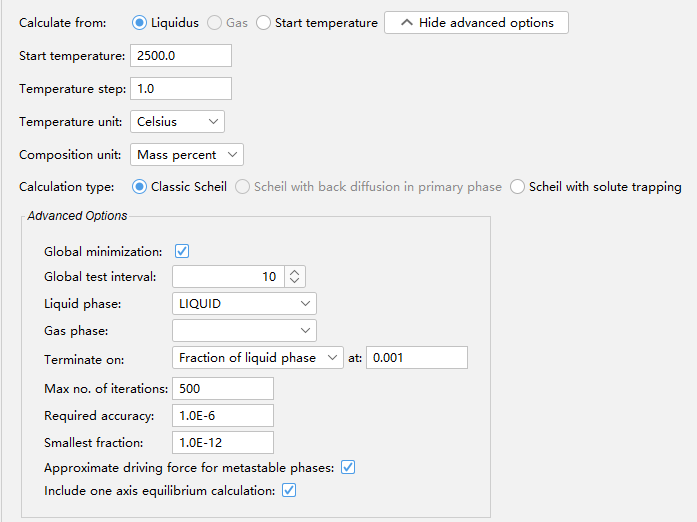 Calculate from: Liquidus Gas Start temperature Hide advanced options
Start temperature: 2500.0
Temperature step: 1.0
Temperature unit: Celsius
Composition unit: Mass percent
Calculation type: Classic Scheil Scheil with back diffusion in primary phase Scheil with solute trapping
Advanced Options
Global minimization:
Global test interval: 10
Liquid phase: LIQUID
Gas phase:
Terminate on: Fraction of liquid phase at: 0.001
Max no. of iterations: 500
Required accuracy: 1.0E-6
Smallest fraction: 1.0E-12
Approximate driving force for metastable phases:
Include one axis equilibrium calculation: